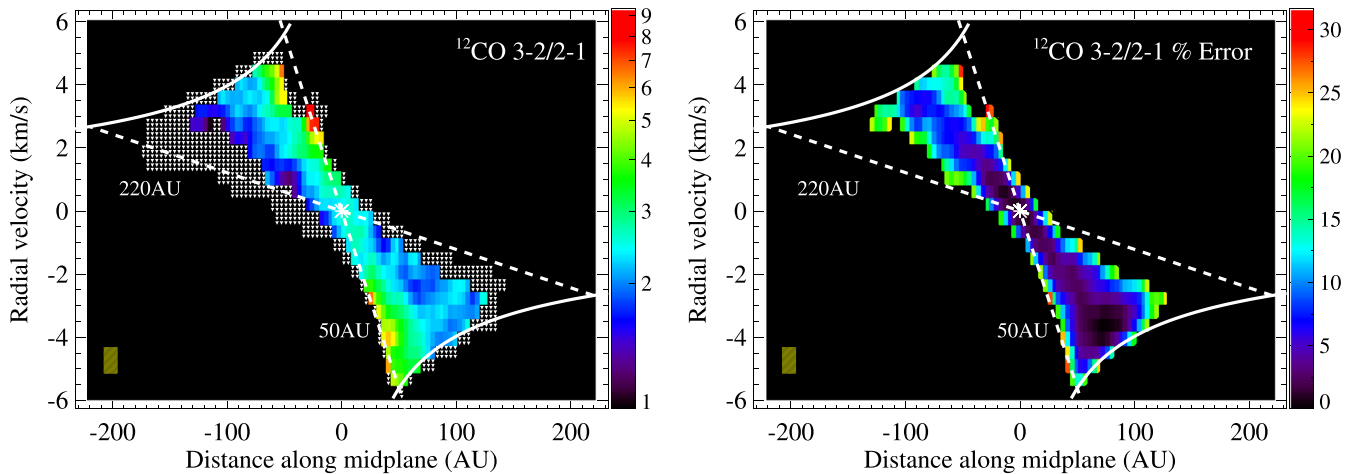 ¹²CO 3-2/2-1
220AU
50AU
Radial velocity (km/s)
6
4
2
0
-2
-4
-6
-200 -100 0 100 200
Distance along midplane (AU)
9
8
7
6
5
4
3
2
1
¹²CO 3-2/2-1 % Error
220AU
50AU
Radial velocity (km/s)
6
4
2
0
-2
-4
-6
-200 -100 0 100 200
Distance along midplane (AU)
30
25
20
15
10
5
0